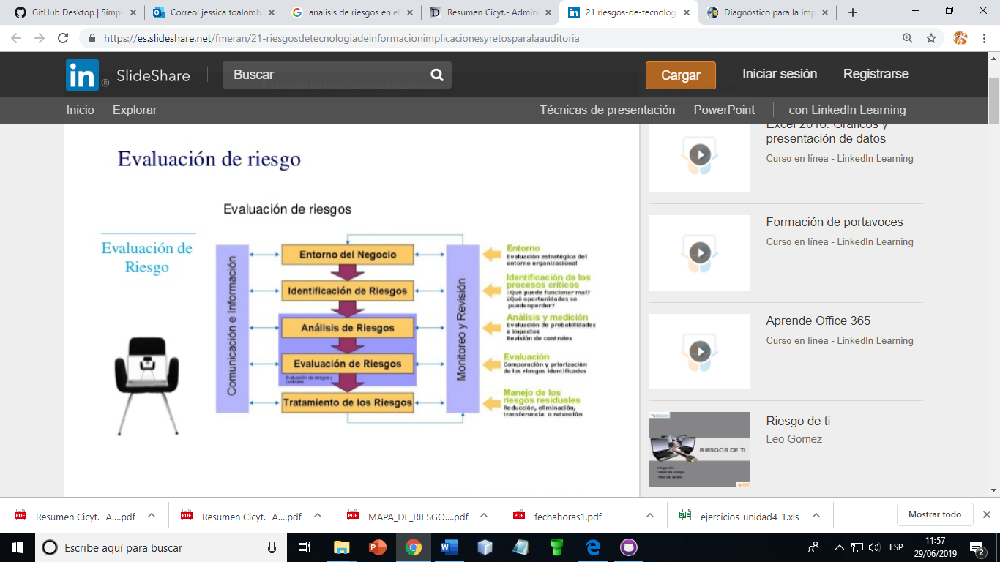 GitHub Desktop | Simpl
Correo: jessica toalomb
analisis de riesgos en el
Resumen Cicyt.- Admini
21 riesgos-de-tecnolog
Diagnóstico para la imp
https://es.slideshare.net/fmeran/21-riesgosdetecnologiadeinformacionimplicacionesyretosparalaauditoria
in ® SlideShare
Buscar
Cargar
Iniciar sesión
Registrarse
Inicio
Explorar
Técnicas de presentación
PowerPoint
con LinkedIn Learning
Evaluación de riesgo
Evaluación de riesgos
Evaluación de
Riesgo
Comunicación e Información
Entorno del Negocio
Identificación de Riesgos
Análisis de Riesgos
Evaluación de Riesgos
Evaluación de riesgos y
controles
Tratamiento de los Riesgos
Monitoreo y Revisión
Entorno
Evaluación estratégica del
entorno organizacional
Identificación de los
procesos críticos
¿Qué puede funcionar mal?
¿Qué oportunidades se
puedenperder?
Análisis y medición
Evaluación de probabilidades
e impactos
Revisión de controles
Evaluación
Comparación y priorización
de los riesgos identificados
Manejo de los
riesgos residuales
Reducción, eliminación,
transferencia o retención
Excel 2016: Gráficos y
presentación de datos
Curso en línea - LinkedIn Learning
Formación de portavoces
Curso en línea - LinkedIn Learning
Aprende Office 365
Curso en línea - LinkedIn Learning
RIESGOS DE TI
Riesgo de ti
Leo Gomez
Resumen Cicyt.- A....pdf
Resumen Cicyt.- A....pdf
MAPA_DE_RIESGO....pdf
fechahoras1.pdf
ejercicios-unidad4-1.xls
Mostrar todo
Escribe aquí para buscar
ESP
11:57
29/06/2019
2